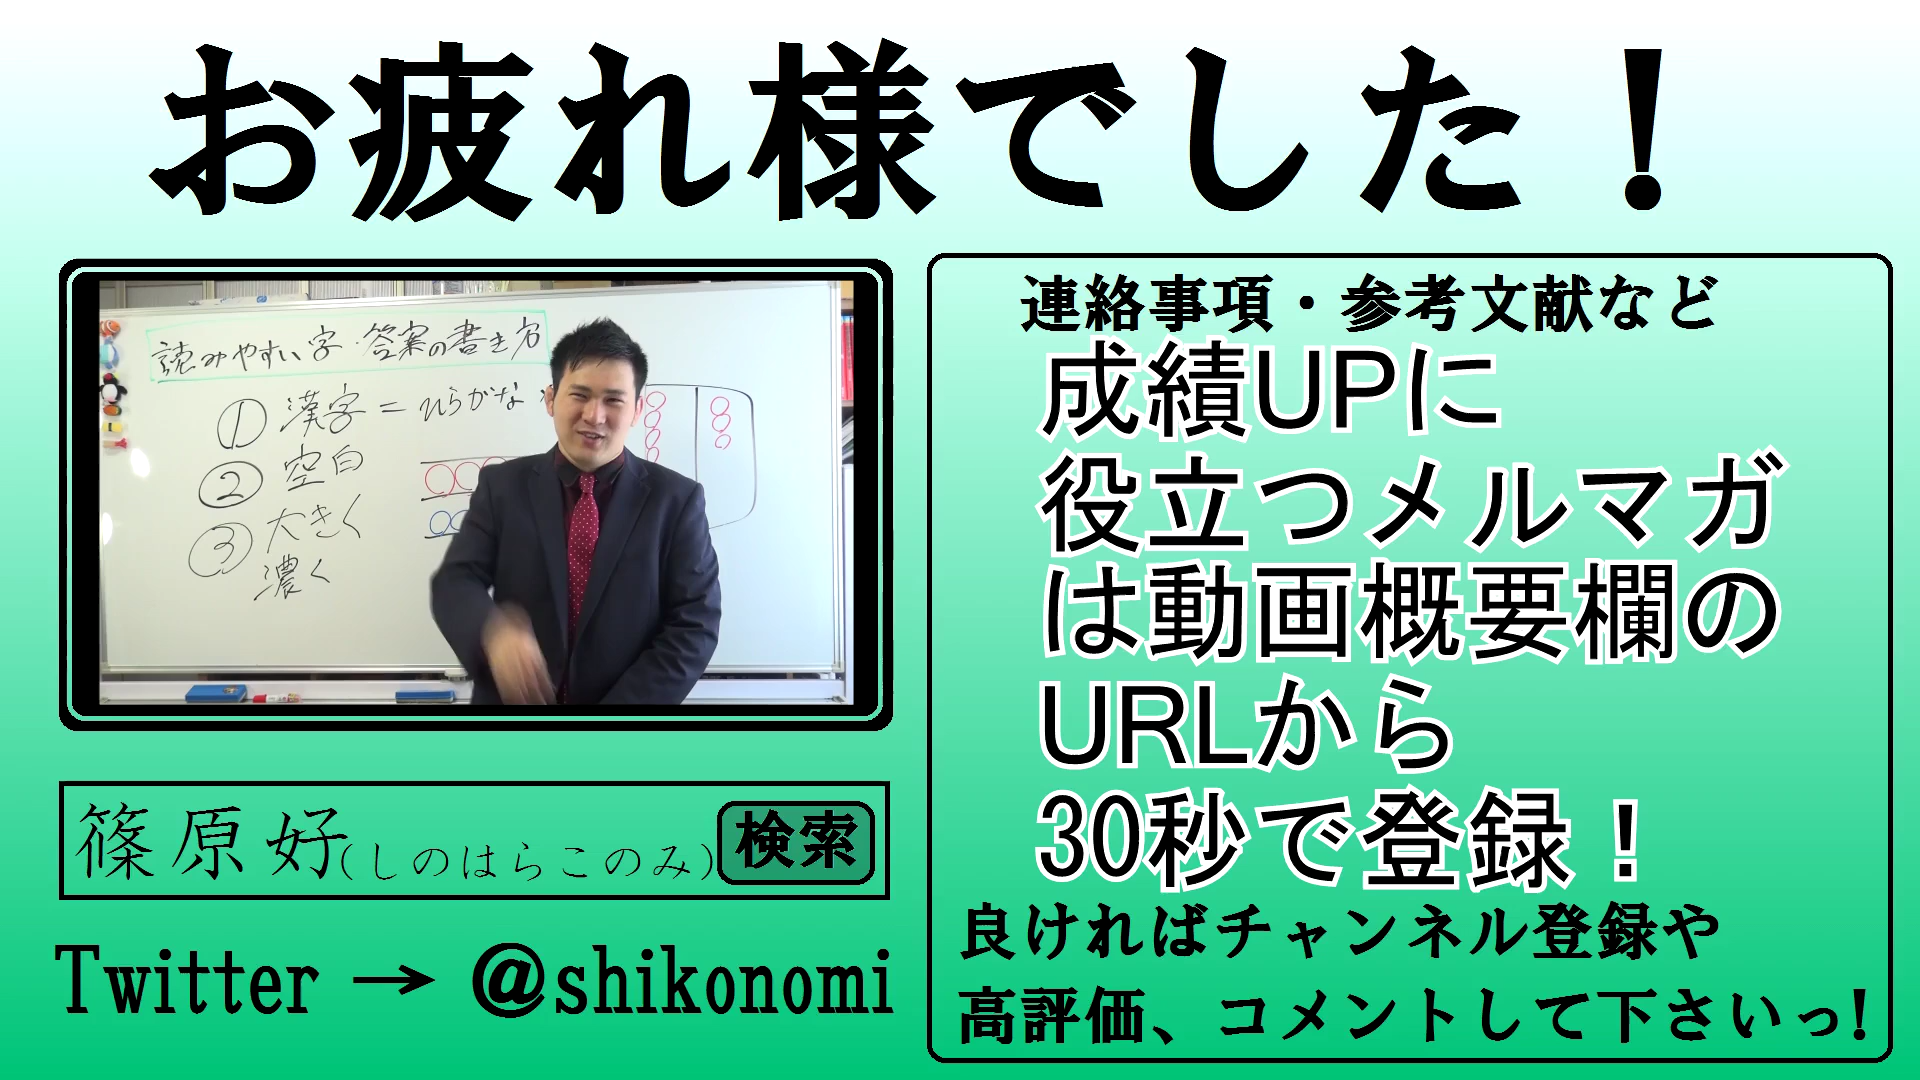 お疲れ様でした！
読みやすい字・答案の書き方
① 漢字 = ひらがな
② 空白
③ 大きく
濃く
篠原好(しのはらこのみ) 検索
Twitter → @shikonomi
連絡事項・参考文献など
成績UPに
役立つメルマガ
は動画概要欄の
URLから
30秒で登録！
良ければチャンネル登録や
高評価、コメントして下さいっ!